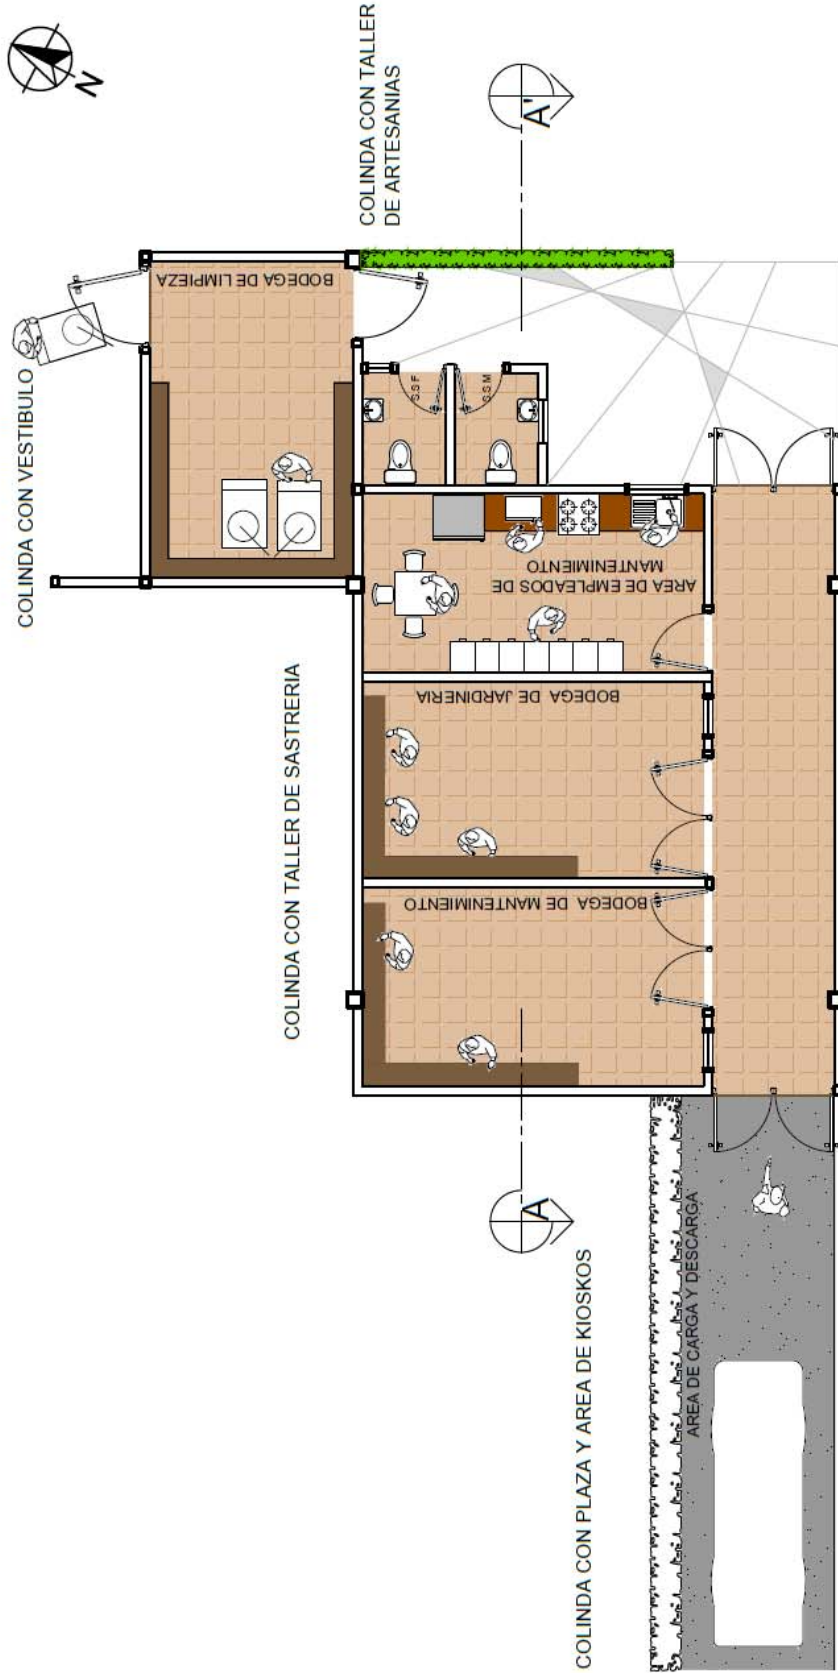 N
COLINDA CON VESTIBULO
COLINDA CON TALLER
DE ARTESANIAS
A'
BODEGA DE LIMPIEZA
S.S F
S.S M
AREA DE EMPLEADOS DE
MANTENIMIENTO
COLINDA CON TALLER DE SASTRERIA
BODEGA DE JARDINERIA
BODEGA DE MANTENIMIENTO
A
COLINDA CON PLAZA Y AREA DE KIOSKOS
AREA DE CARGA Y DESCARGA